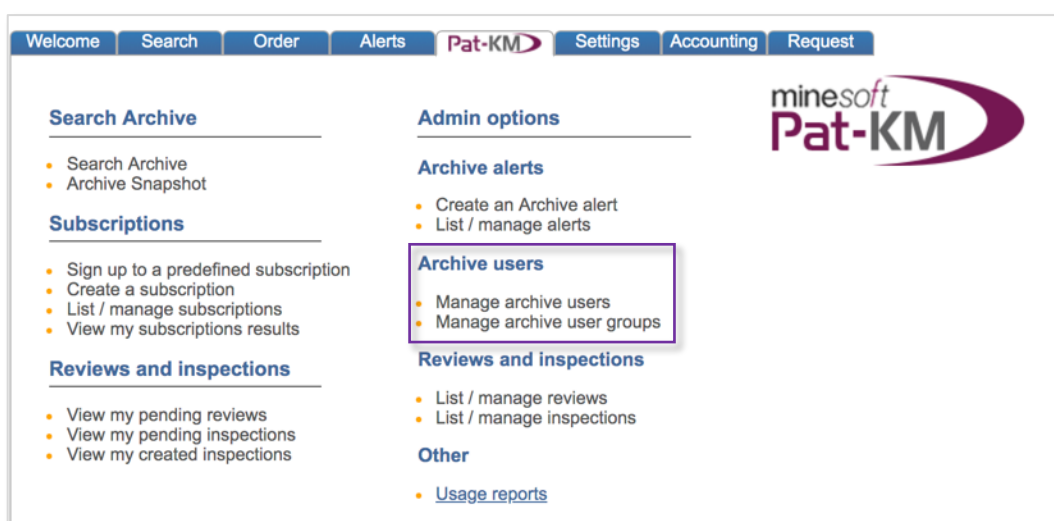 Welcome Search Order Alerts Pat-KM Settings Accounting Request
minesoft
Pat-KM
Search Archive
Search Archive
Archive Snapshot
Subscriptions
Sign up to a predefined subscription
Create a subscription
List / manage subscriptions
View my subscriptions results
Reviews and inspections
View my pending reviews
View my pending inspections
View my created inspections
Admin options
Archive alerts
Create an Archive alert
List / manage alerts
Archive users
Manage archive users
Manage archive user groups
Reviews and inspections
List / manage reviews
List / manage inspections
Other
Usage reports